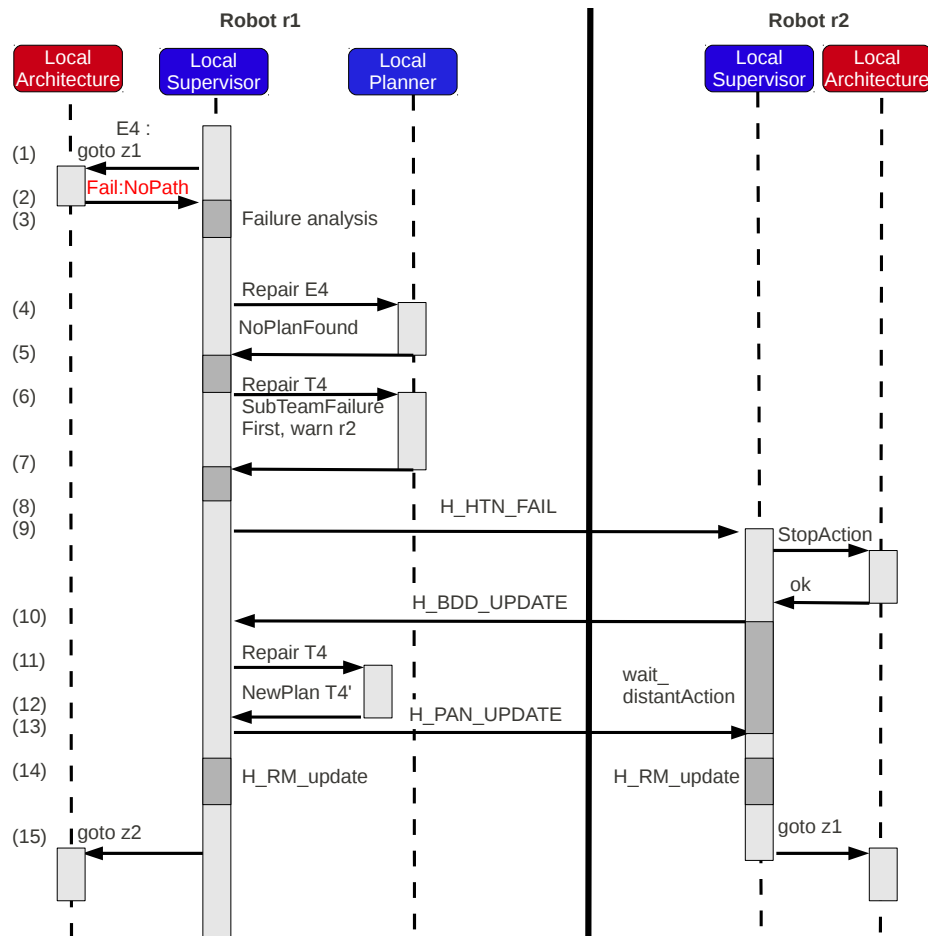 Robot r1
Robot r2
Local
Architecture
Local
Supervisor
Local
Planner
Local
Supervisor
Local
Architecture
E4 :
(1)
goto z1
(2)
Fail:NoPath
(3)
Failure analysis
Repair E4
(4)
NoPlanFound
(5)
Repair T4
(6)
SubTeamFailure
First, warn r2
(7)
(8)
H_HTN_FAIL
(9)
StopAction
ok
H_BDD_UPDATE
(10)
Repair T4
(11)
wait_
distantAction
NewPlan T4'
(12)
H_PAN_UPDATE
(13)
(14)
H_RM_update
H_RM_update
(15)
goto z2
goto z1